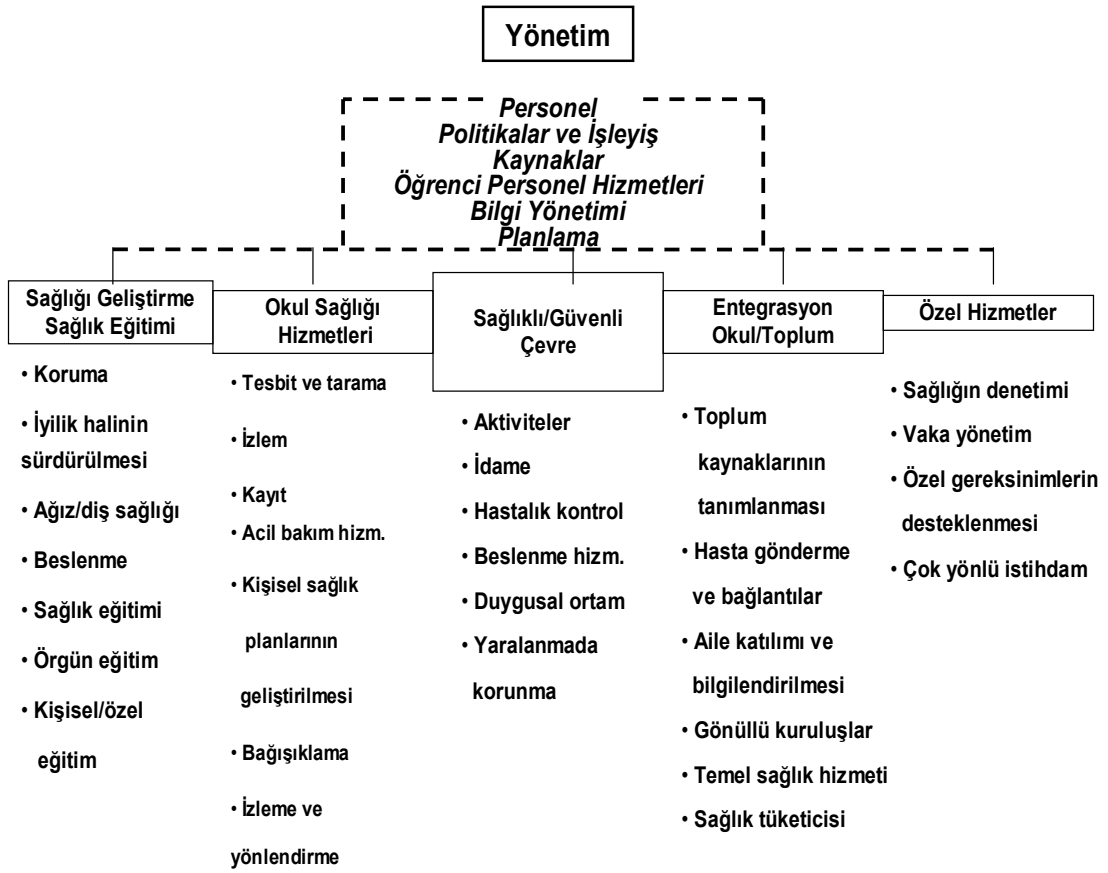 Yönetim
Personel
Politikalar ve İşleyiş
Kaynaklar
Öğrenci Personel Hizmetleri
Bilgi Yönetimi
Planlama
Sağlığı Geliştirme
Sağlık Eğitimi
• Koruma
• İyilik halinin
sürdürülmesi
• Ağız/diş sağlığı
• Beslenme
• Sağlık eğitimi
• Örgün eğitim
• Kişisel/özel
eğitim
Okul Sağlığı
Hizmetleri
• Tesbit ve tarama
• İzlem
• Kayıt
• Acil bakım hizm.
• Kişisel sağlık
planlarının
geliştirilmesi
• Bağışıklama
• İzleme ve
yönlendirme
Sağlıklı/Güvenli
Çevre
• Aktiviteler
• İdame
• Hastalık kontrol
• Beslenme hizm.
• Duygusal ortam
• Yaralanmada
korunma
Entegrasyon
Okul/Toplum
• Toplum
kaynaklarının
tanımlanması
• Hasta gönderme
ve bağlantılar
• Aile katılımı ve
bilgilendirilmesi
• Gönüllü kuruluşlar
• Temel sağlık hizmeti
• Sağlık tüketicisi
Özel Hizmetler
• Sağlığın denetimi
• Vaka yönetim
• Özel gereksinimlerin
desteklenmesi
• Çok yönlü istihdam